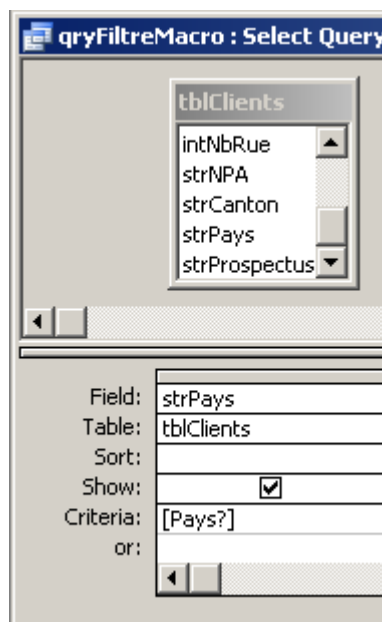 qryFiltreMacro : Select Query
tblClients
intNbRue
strNPA
strCanton
strPays
strProspectus
Field: strPays
Table: tblClients
Sort:
Show:
Criteria: [Pays?]
or: